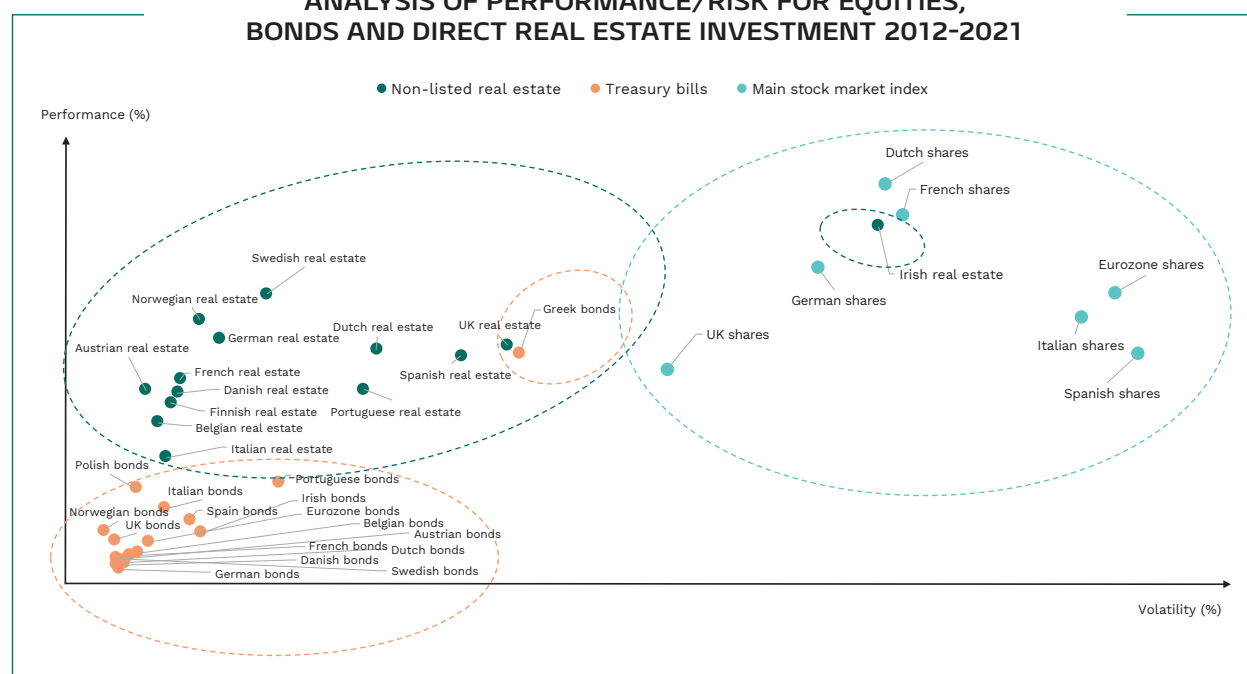 ANALYSIS OF PERFORMANCE/RISK FOR EQUITIES,
BONDS AND DIRECT REAL ESTATE INVESTMENT 2012-2021
Non-listed real estate
Treasury bills
Main stock market index
Performance (%)
Dutch shares
French shares
Swedish real estate
Eurozone shares
Irish real estate
Norwegian real estate
German shares
Greek bonds
Dutch real estate
UK real estate
German real estate
UK shares
Austrian real estate
Italian shares
French real estate
Spanish real estate
Danish real estate
Spanish shares
Finnish real estate
Portuguese real estate
Belgian real estate
Italian real estate
Polish bonds
Portuguese bonds
Italian bonds
Irish bonds
Norwegian bonds
Spain bonds
Eurozone bonds
UK bonds
Belgian bonds
Austrian bonds
French bonds
Dutch bonds
Danish bonds
German bonds
Swedish bonds
Volatility (%)